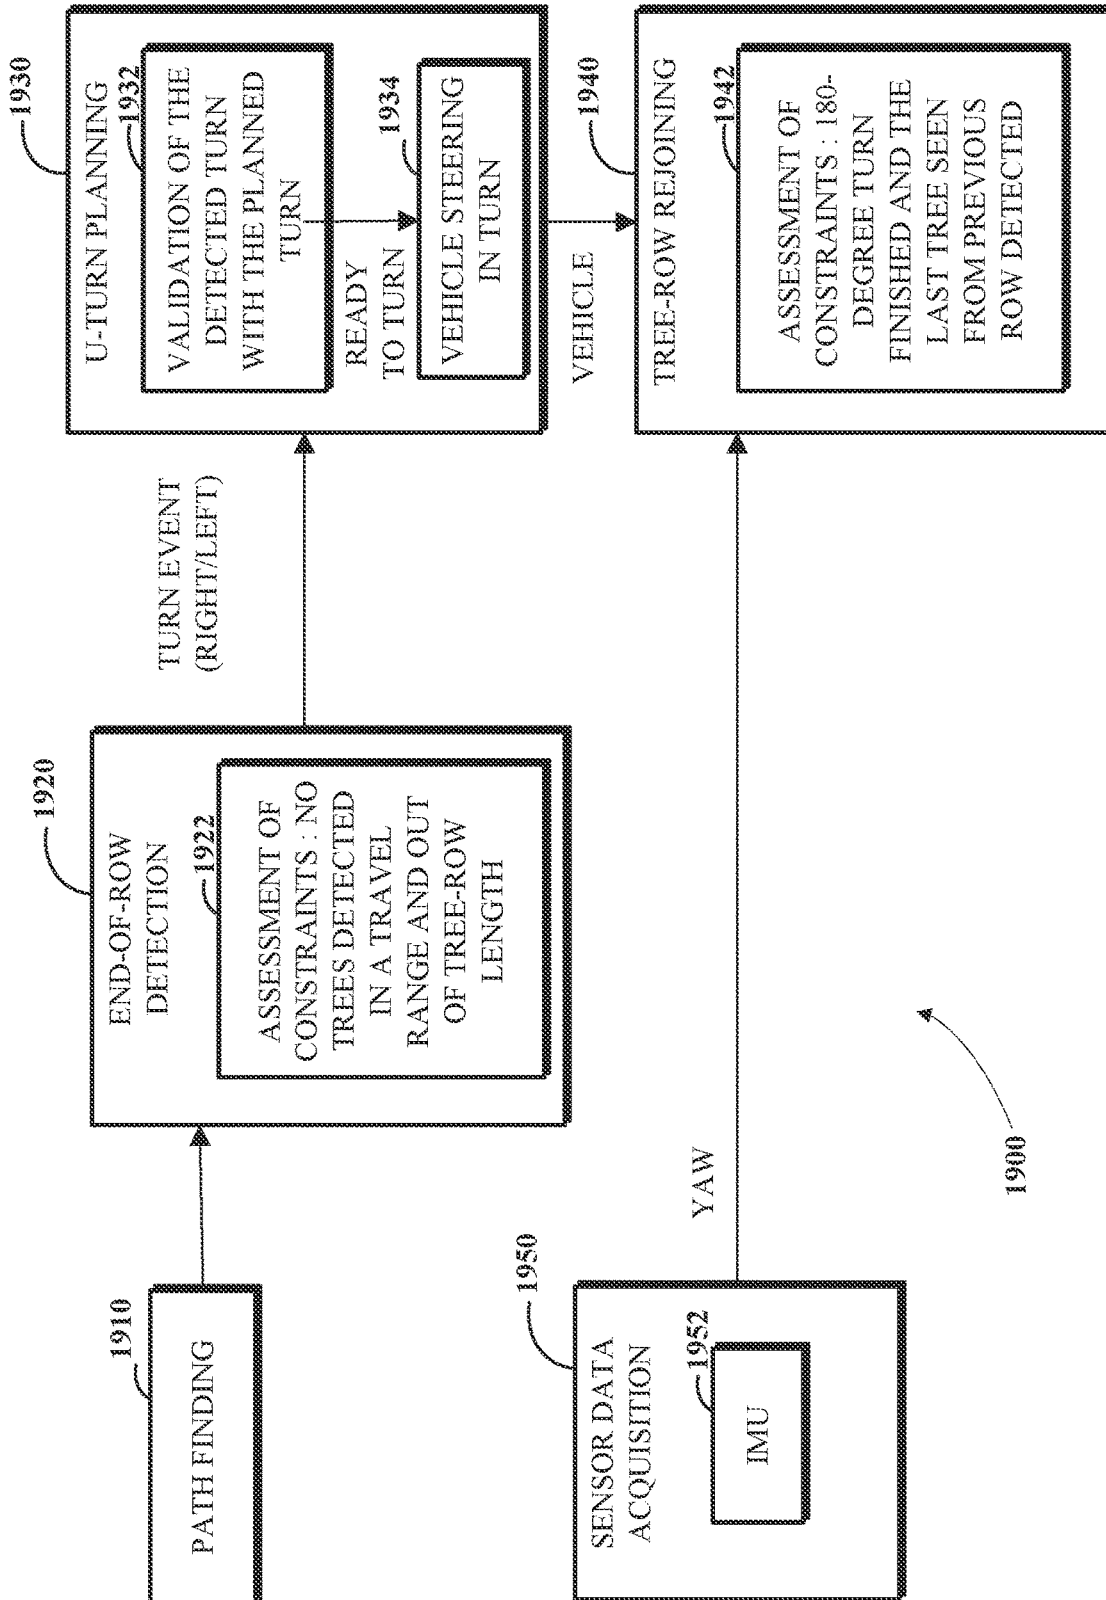 1910
PATH FINDING
1920
END-OF-ROW
DETECTION
1922
ASSESSMENT OF
CONSTRAINTS : NO
TREES DETECTED
IN A TRAVEL
RANGE AND OUT
OF TREE-ROW
LENGTH
TURN EVENT
(RIGHT/LEFT)
1930
U-TURN PLANNING
1932
VALIDATION OF THE
DETECTED TURN
WITH THE PLANNED
TURN
READY
TO TURN
1934
VEHICLE STEERING
IN TURN
VEHICLE
1940
TREE-ROW REJOINING
1942
ASSESSMENT OF
CONSTRAINTS : 180-
DEGREE TURN
FINISHED AND THE
LAST TREE SEEN
FROM PREVIOUS
ROW DETECTED
1950
SENSOR DATA
ACQUISITION
1952
IMU
YAW
1900